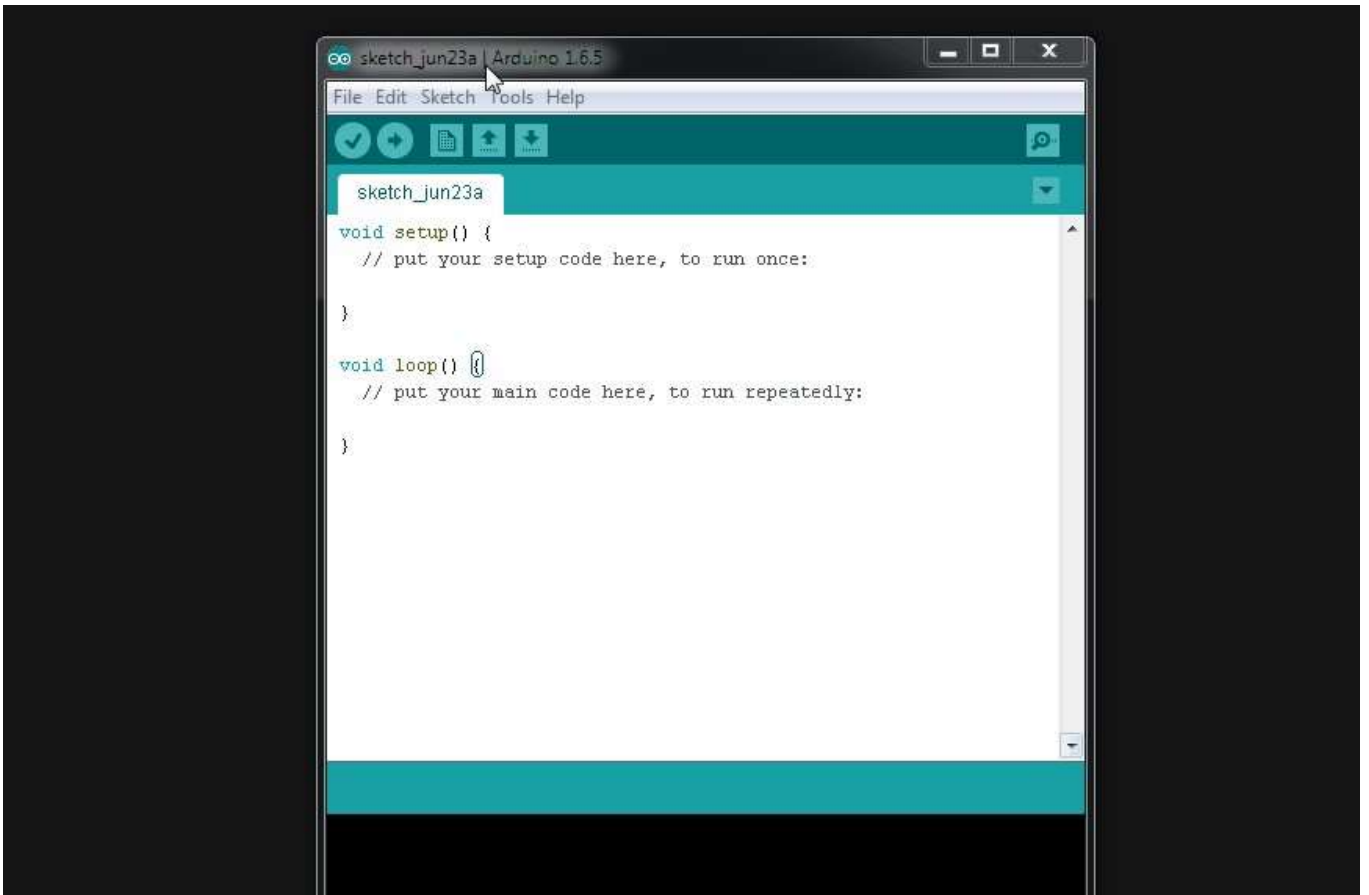 sketch_jun23a | Arduino 1.6.5
File Edit Sketch Tools Help
sketch_jun23a
void setup() {
  // put your setup code here, to run once:
}
void loop() {
  // put your main code here, to run repeatedly:
}